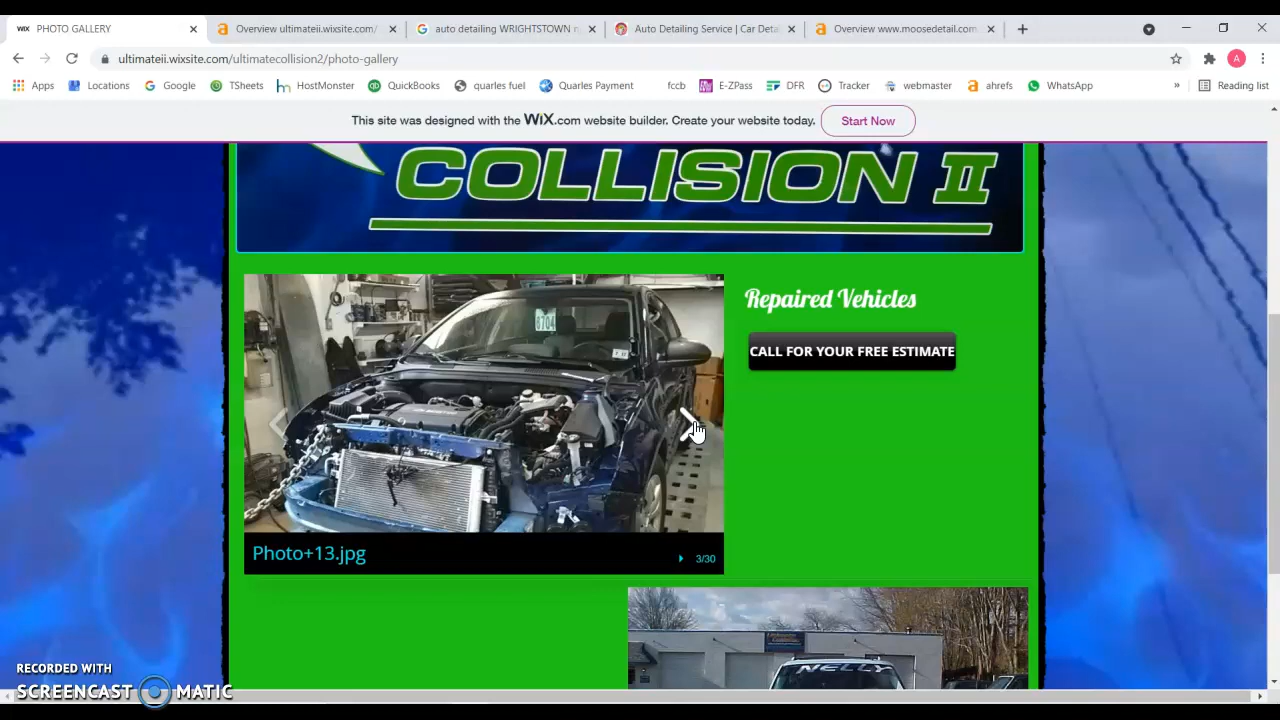 WiX PHOTO GALLERY
Overview ultimateii.wixsite.com/
auto detailing WRIGHTSTOWN n
Auto Detailing Service | Car Deta
Overview www.moosedetail.com
ultimateii.wixsite.com/ultimatecollision2/photo-gallery
A
Apps
Locations
Google
TSheets
HostMonster
QuickBooks
quarles fuel
Quarles Payment
fccb
E-ZPass
DFR
Tracker
webmaster
ahrefs
WhatsApp
»
Reading list
This site was designed with the WiX.com website builder. Create your website today.
Start Now
COLLISION II
8704
Repaired Vehicles
CALL FOR YOUR FREE ESTIMATE
Photo+13.jpg
3/30
NELLY
RECORDED WITH
SCREENCAST MATIC